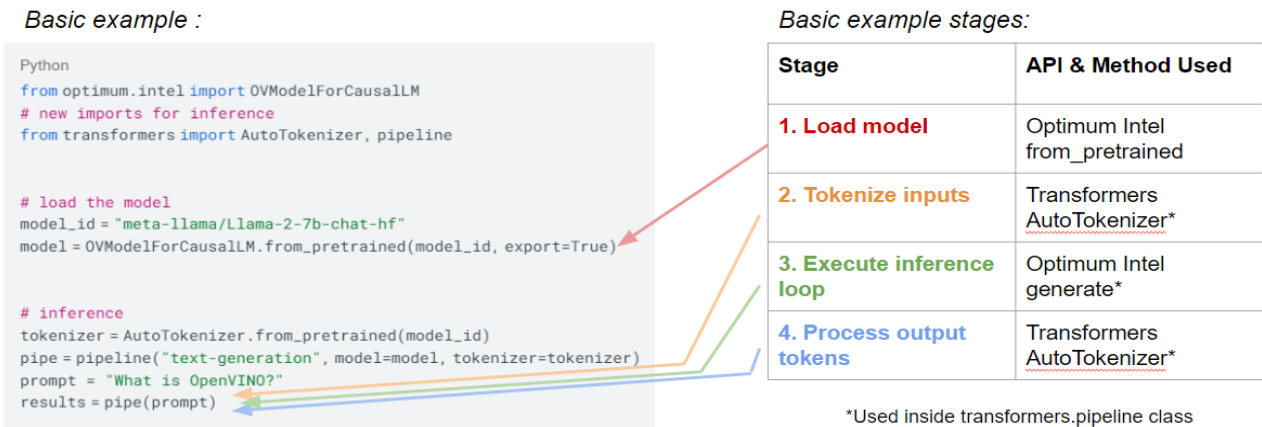 Basic example :
Python
from optimum.intel import OVModelForCausalLM
# new imports for inference
from transformers import AutoTokenizer, pipeline
# load the model
model_id = "meta-llama/Llama-2-7b-chat-hf"
model = OVModelForCausalLM.from_pretrained(model_id, export=True)
# inference
tokenizer = AutoTokenizer.from_pretrained(model_id)
pipe = pipeline("text-generation", model=model, tokenizer=tokenizer)
prompt = "What is OpenVINO?"
results = pipe(prompt)
Basic example stages:
Stage
API & Method Used
1. Load model
Optimum Intel
from_pretrained
2. Tokenize inputs
Transformers
AutoTokenizer*
3. Execute inference
loop
Optimum Intel
generate*
4. Process output
tokens
Transformers
AutoTokenizer*
*Used inside transformers.pipeline class